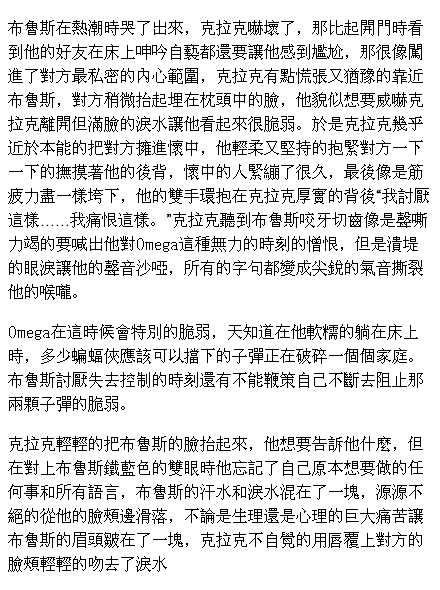 布魯斯在熱潮時哭了出來，克拉克嚇壞了，那比起開門時看
到他的好友在床上呻吟自褻都還要讓他感到尷尬，那很像闖
進了對方最私密的內心範圍，克拉克有點慌張又猶豫的靠近
布魯斯，對方稍微抬起埋在枕頭中的臉，他貌似想要威嚇克
拉克離開但滿臉的淚水讓他看起來很脆弱。於是克拉克幾乎
近於本能的把對方擁進懷中，他輕柔又堅持的抱緊對方一下
一下的撫摸著他的後背，懷中的人緊繃了很久，最後像是筋
疲力盡一樣垮下，他的雙手環抱在克拉克厚實的背後“我討厭
這樣……我痛恨這樣。”克拉克聽到布魯斯咬牙切齒像是聲嘶
力竭的要喊出他對Omega這種無力的時刻的憎恨，但是潰堤
的眼淚讓他的聲音沙啞，所有的字句都變成尖銳的氣音撕裂
他的喉嚨。
Omega在這時候會特別的脆弱，天知道在他軟糯的躺在床上
時，多少蝙蝠俠應該可以擋下的子彈正在破碎一個個家庭。
布魯斯討厭失去控制的時刻還有不能鞭策自己不斷去阻止那
兩顆子彈的脆弱。
克拉克輕輕的把布魯斯的臉抬起來，他想要告訴他什麼，但
在對上布魯斯鐵藍色的雙眼時他忘記了自己原本想要做的任
何事和所有語言，布魯斯的汗水和淚水混在了一塊，源源不
絕的從他的臉頰邊滑落，不論是生理還是心理的巨大痛苦讓
布魯斯的眉頭皺在了一塊，克拉克不自覺的用唇覆上對方的
臉頰輕輕的吻去了淚水